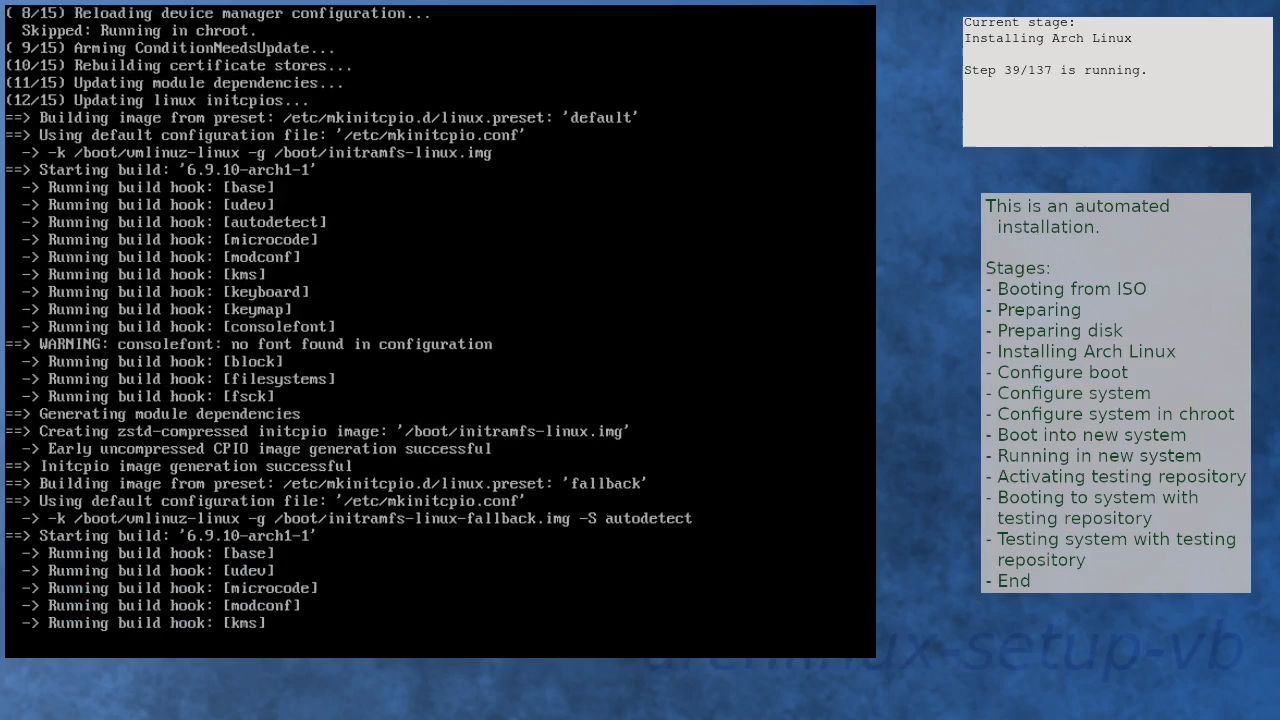 ( 8/15) Reloading device manager configuration...
  Skipped: Running in chroot.
( 9/15) Arming ConditionNeedsUpdate...
(10/15) Rebuilding certificate stores...
(11/15) Updating module dependencies...
(12/15) Updating linux initcpios...
==> Building image from preset: /etc/mkinitcpio.d/linux.preset: 'default'
==> Using default configuration file: '/etc/mkinitcpio.conf'
  -> -k /boot/vmlinuz-linux -g /boot/initramfs-linux.img
==> Starting build: '6.9.10-arch1-1'
  -> Running build hook: [base]
  -> Running build hook: [udev]
  -> Running build hook: [autodetect]
  -> Running build hook: [microcode]
  -> Running build hook: [modconf]
  -> Running build hook: [kms]
  -> Running build hook: [keyboard]
  -> Running build hook: [keymap]
  -> Running build hook: [consolefont]
==> WARNING: consolefont: no font found in configuration
  -> Running build hook: [block]
  -> Running build hook: [filesystems]
  -> Running build hook: [fsck]
==> Generating module dependencies
==> Creating zstd-compressed initcpio image: '/boot/initramfs-linux.img'
  -> Early uncompressed CPIO image generation successful
==> Initcpio image generation successful
==> Building image from preset: /etc/mkinitcpio.d/linux.preset: 'fallback'
==> Using default configuration file: '/etc/mkinitcpio.conf'
  -> -k /boot/vmlinuz-linux -g /boot/initramfs-linux-fallback.img -S autodetect
==> Starting build: '6.9.10-arch1-1'
  -> Running build hook: [base]
  -> Running build hook: [udev]
  -> Running build hook: [microcode]
  -> Running build hook: [modconf]
  -> Running build hook: [kms]
Current stage:
Installing Arch Linux
Step 39/137 is running.
This is an automated
installation.
Stages:
- Booting from ISO
- Preparing
- Preparing disk
- Installing Arch Linux
- Configure boot
- Configure system
- Configure system in chroot
- Boot into new system
- Running in new system
- Activating testing repository
- Booting to system with
testing repository
- Testing system with testing
repository
- End
archlinux-setup-vb